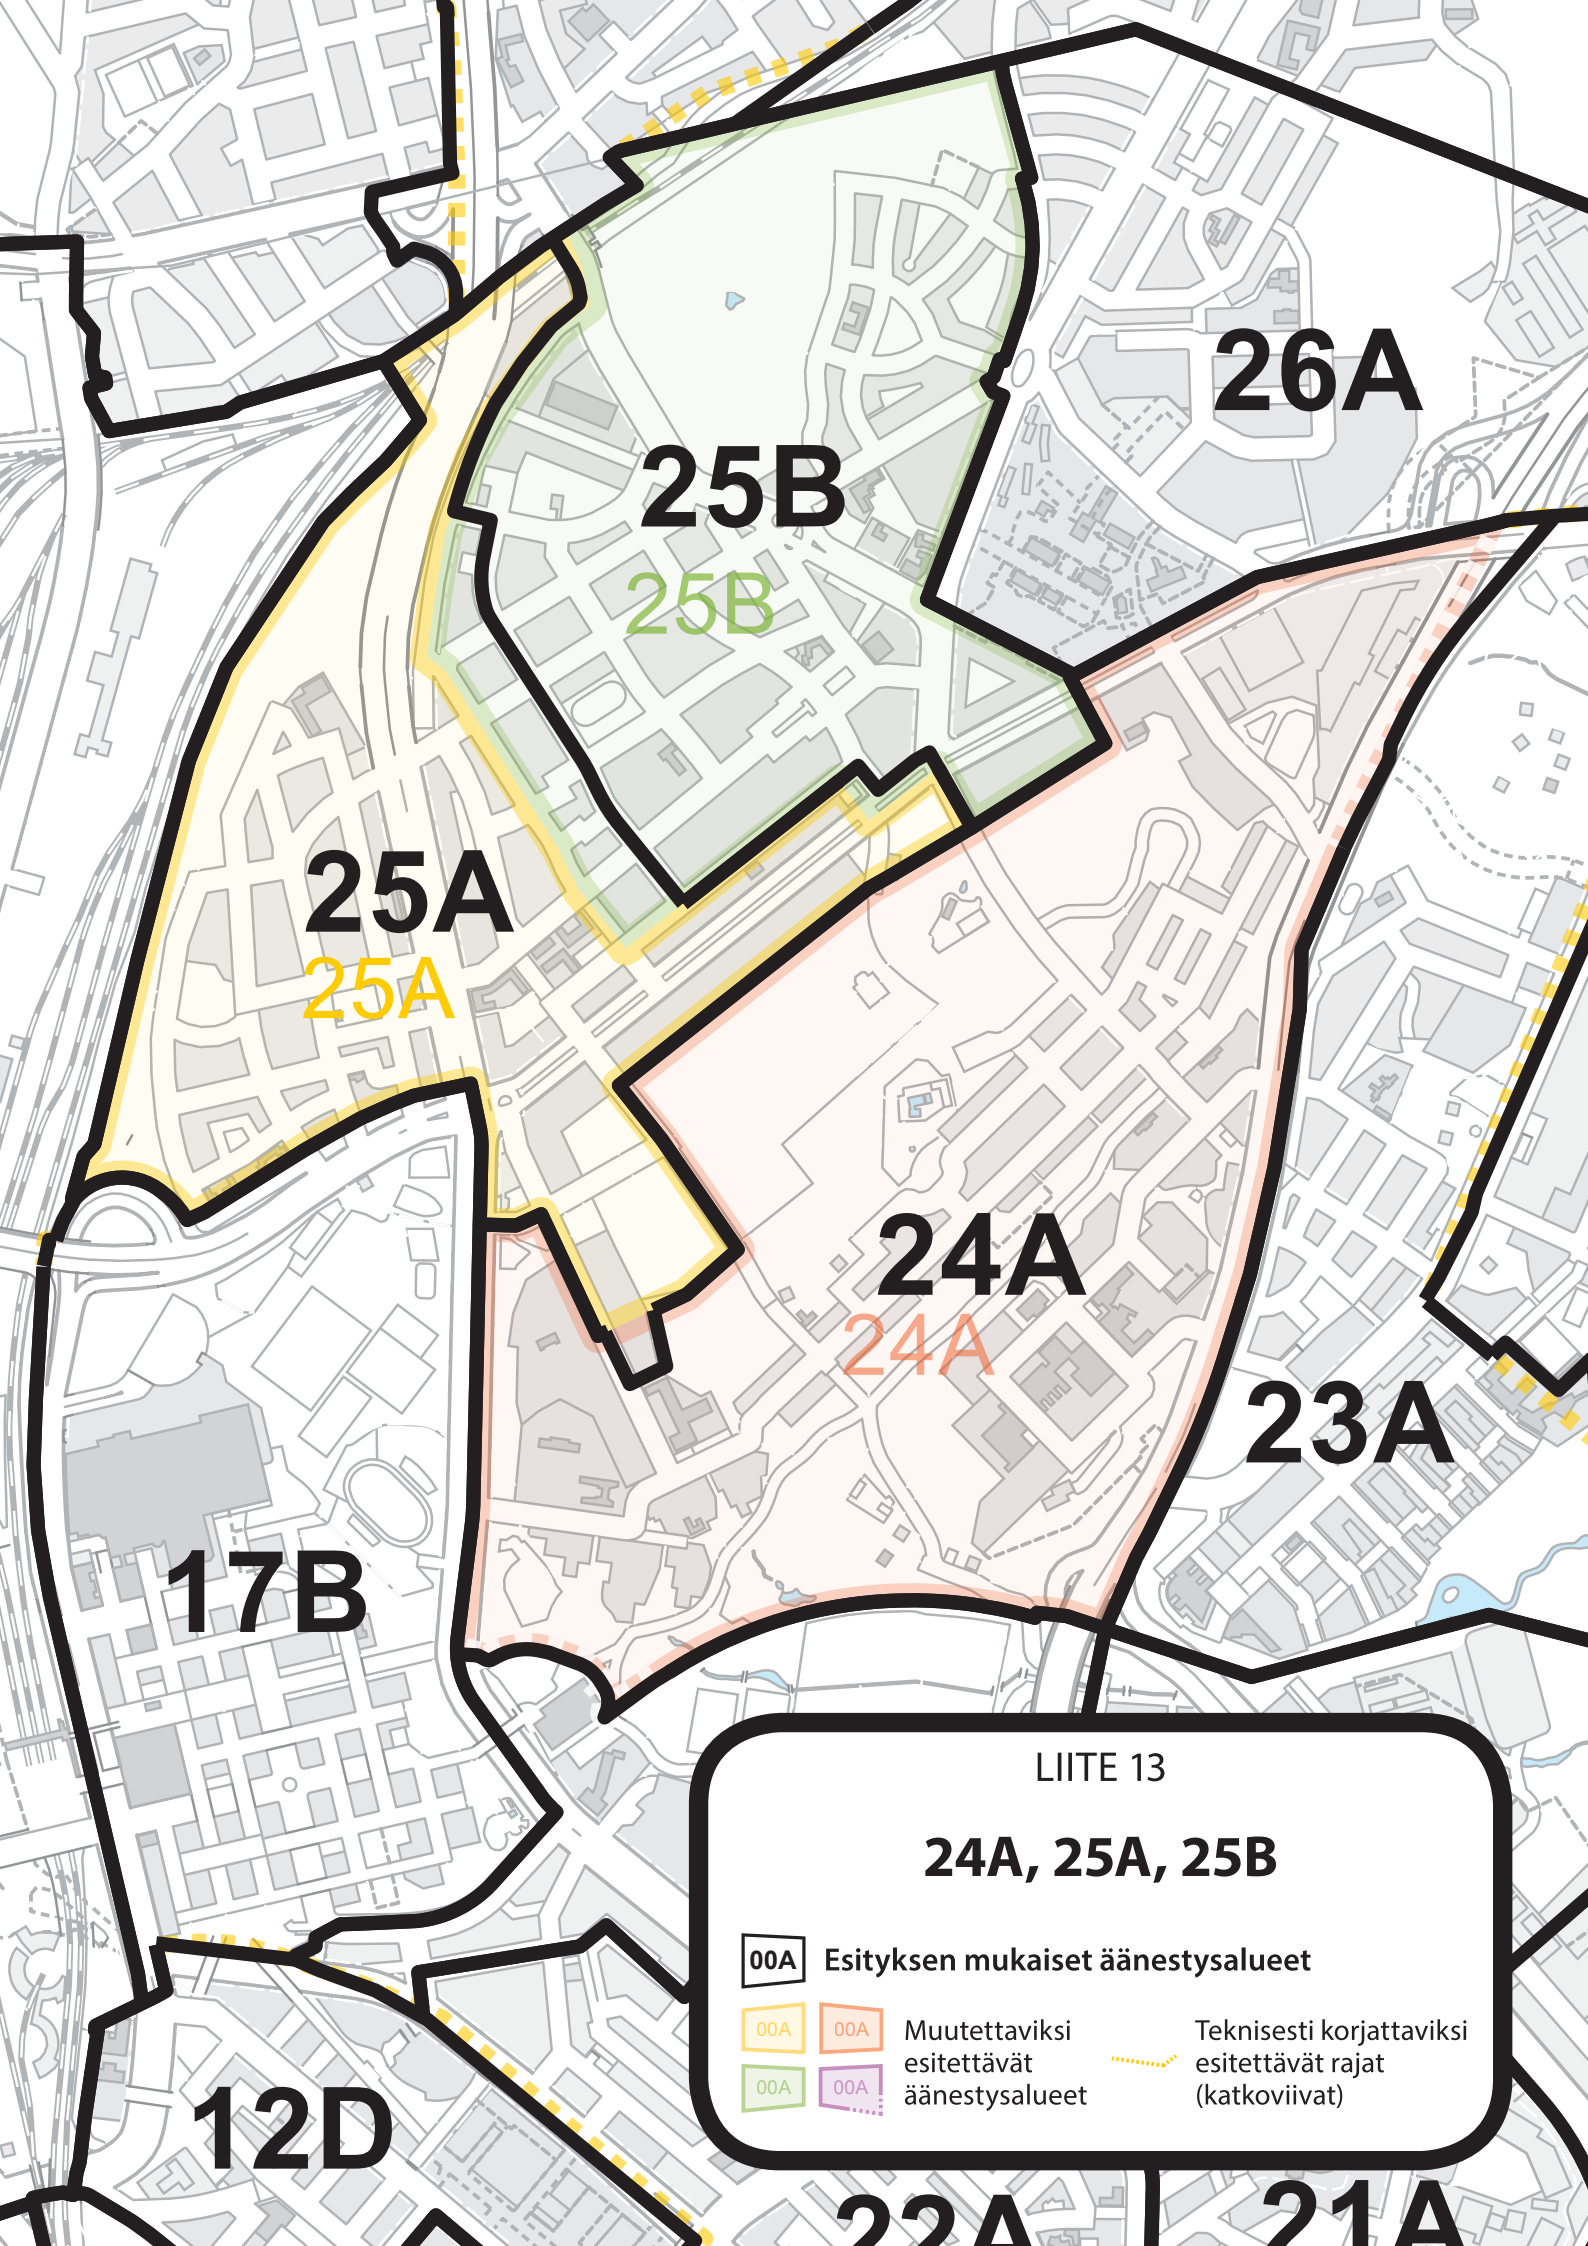 26A
25B
25B
25A
25A
24A
24A
23A
17B
LIITE 13
24A, 25A, 25B
00A Esityksen mukaiset äänestysalueet
00A 00A
00A 00A
Muutettaviksi
esitettävät
äänestysalueet
Teknisesti korjattaviksi
esitettävät rajat
(katkoviivat)
12D
22A
21A